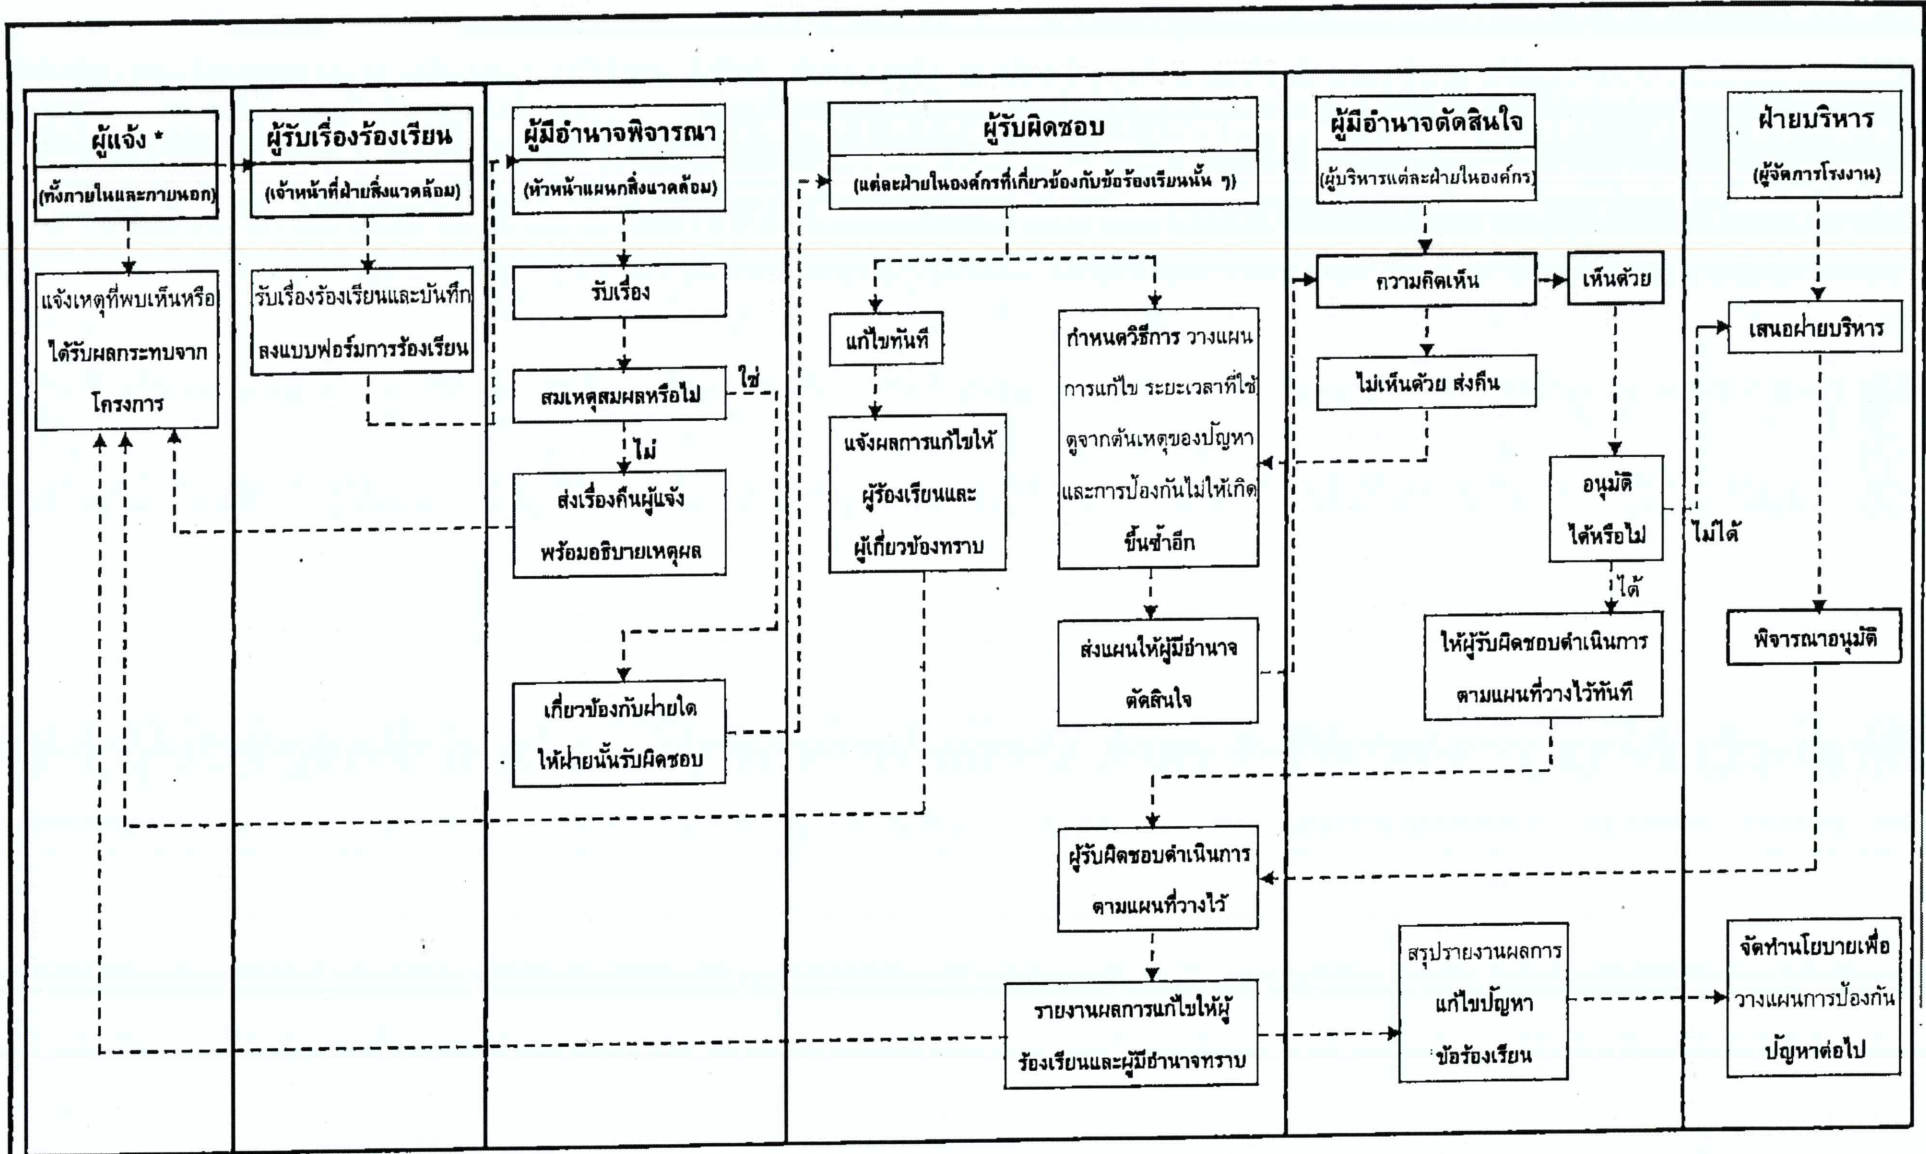 ผู้แจ้ง *
(ทั้งภายในและภายนอก)
แจ้งเหตุที่พบเห็นหรือ
ได้รับผลกระทบจาก
โครงการ
ผู้รับเรื่องร้องเรียน
(เจ้าหน้าที่ฝ่ายสิ่งแวดล้อม)
รับเรื่องร้องเรียนและบันทึก
ลงแบบฟอร์มการร้องเรียน
ผู้มีอำนาจพิจารณา
(หัวหน้าแผนกสิ่งแวดล้อม)
รับเรื่อง
สมเหตุสมผลหรือไม่
ใช่
ไม่
ส่งเรื่องคืนผู้แจ้ง
พร้อมอธิบายเหตุผล
เกี่ยวข้องกับฝ่ายใด
ให้ฝ่ายนั้นรับผิดชอบ
ผู้รับผิดชอบ
(แต่ละฝ่ายในองค์กรที่เกี่ยวข้องกับข้อร้องเรียนนั้น ๆ)
แก้ไขทันที
แจ้งผลการแก้ไขให้
ผู้ร้องเรียนและ
ผู้เกี่ยวข้องทราบ
กำหนดวิธีการ วางแผน
การแก้ไข ระยะเวลาที่ใช้
ดูจากต้นเหตุของปัญหา
และการป้องกันไม่ให้เกิด
ขึ้นซ้ำอีก
ส่งแผนให้ผู้มีอำนาจ
ตัดสินใจ
ผู้รับผิดชอบดำเนินการ
ตามแผนที่วางไว้
รายงานผลการแก้ไขให้ผู้
ร้องเรียนและผู้มีอำนาจทราบ
ผู้มีอำนาจตัดสินใจ
(ผู้บริหารแต่ละฝ่ายในองค์กร)
ความคิดเห็น
เห็นด้วย
ไม่เห็นด้วย ส่งคืน
อนุมัติ
ได้หรือไม่
ไม่ได้
ได้
ให้ผู้รับผิดชอบดำเนินการ
ตามแผนที่วางไว้ทันที
สรุปรายงานผลการ
แก้ไขปัญหา
ข้อร้องเรียน
ฝ่ายบริหาร
(ผู้จัดการโรงงาน)
เสนอฝ่ายบริหาร
พิจารณาอนุมัติ
จัดทำนโยบายเพื่อ
วางแผนการป้องกัน
ปัญหาต่อไป